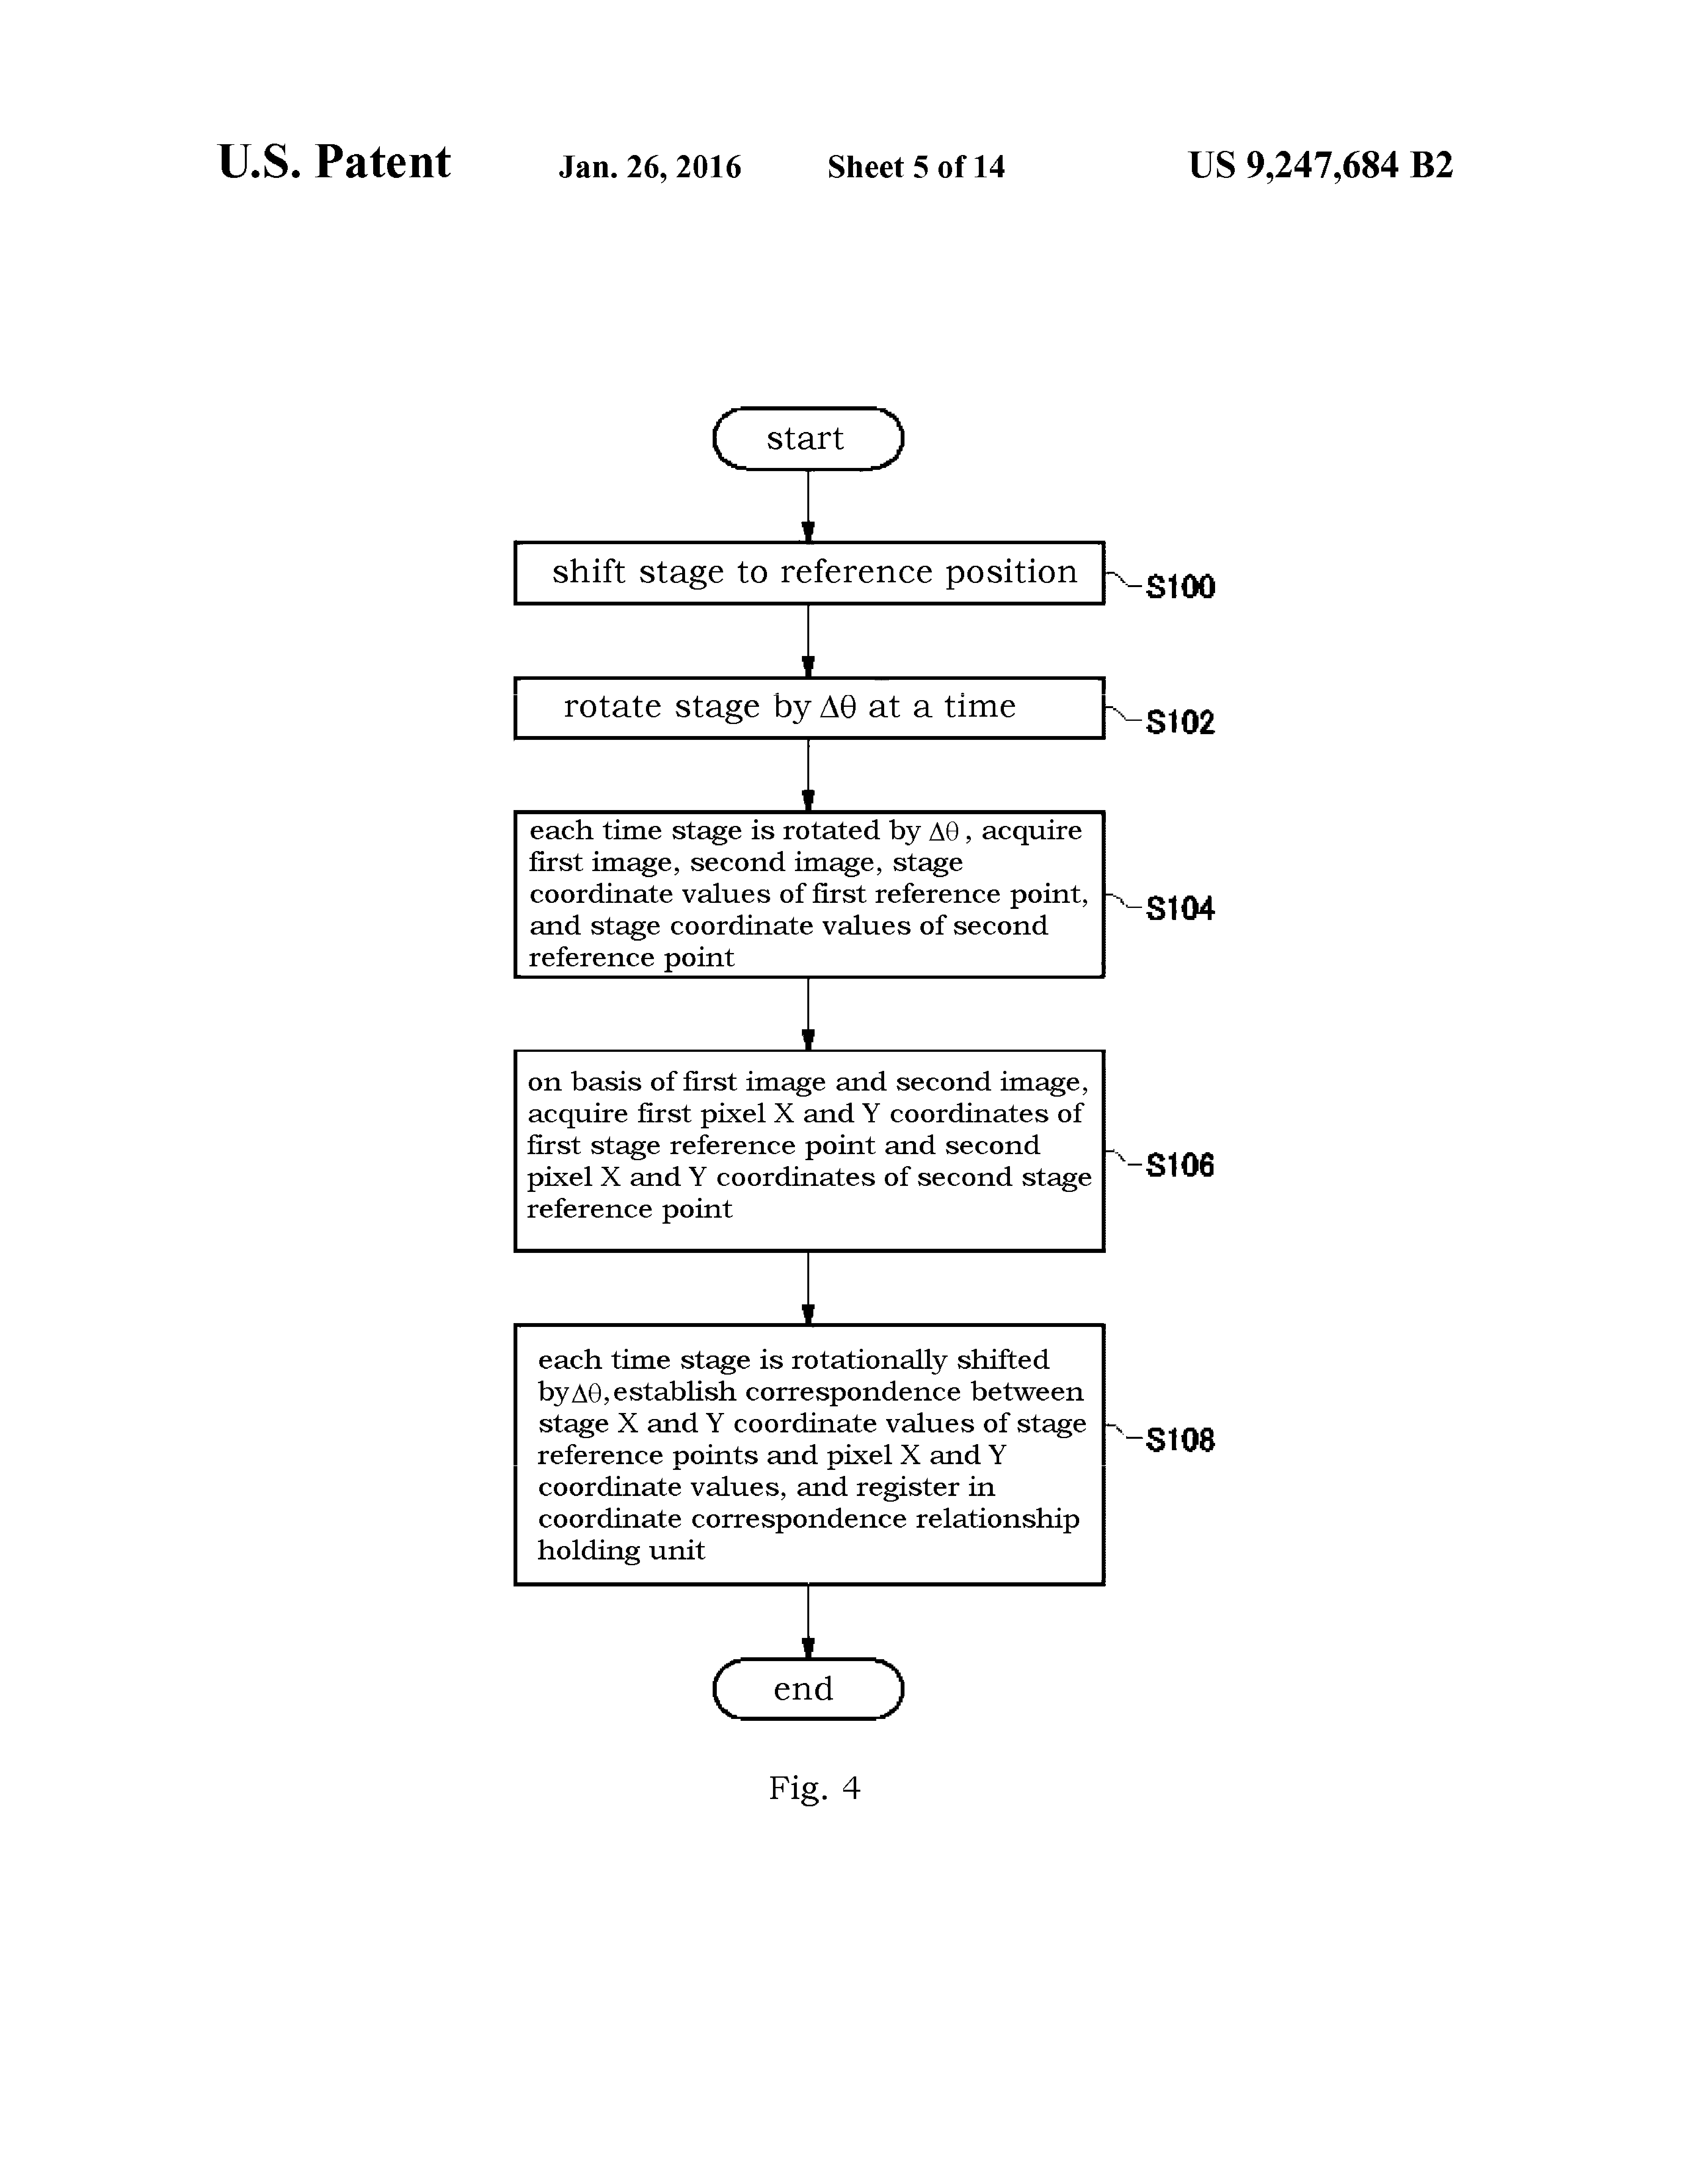 U.S. Patent Jan. 26, 2016 Sheet 5 of 14 US 9,247,684 B2
start
shift stage to reference position
S100
rotate stage by Δθ at a time
S102
each time stage is rotated by Δθ, acquire
first image, second image, stage
coordinate values of first reference point,
and stage coordinate values of second
reference point
S104
on basis of first image and second image,
acquire first pixel X and Y coordinates of
first stage reference point and second
pixel X and Y coordinates of second stage
reference point
S106
each time stage is rotationally shifted
by Δθ, establish correspondence between
stage X and Y coordinate values of stage
reference points and pixel X and Y
coordinate values, and register in
coordinate correspondence relationship
holding unit
S108
end
Fig. 4